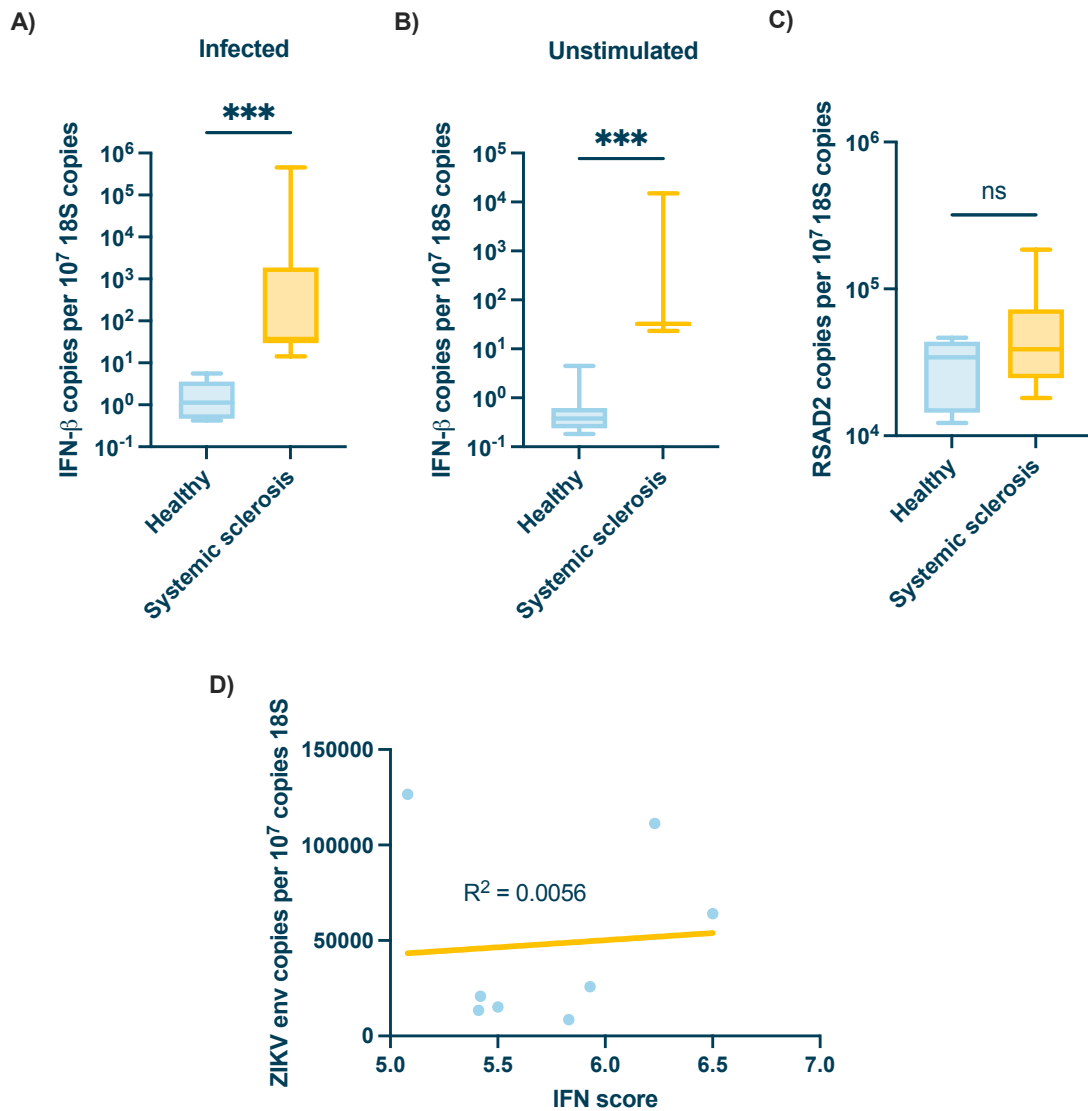 A)
Infected
***
IFN-β copies per 10⁷ 18S copies
10⁶
10⁵
10⁴
10³
10²
10¹
10⁰
10⁻¹
Healthy
Systemic sclerosis
B)
Unstimulated
***
IFN-β copies per 10⁷ 18S copies
10⁵
10⁴
10³
10²
10¹
10⁰
10⁻¹
Healthy
Systemic sclerosis
C)
ns
RSAD2 copies per 10⁷ 18S copies
10⁶
10⁵
10⁴
Healthy
Systemic sclerosis
D)
ZIKV env copies per 10⁷ copies 18S
150000
100000
50000
0
R² = 0.0056
5.0 5.5 6.0 6.5 7.0
IFN score